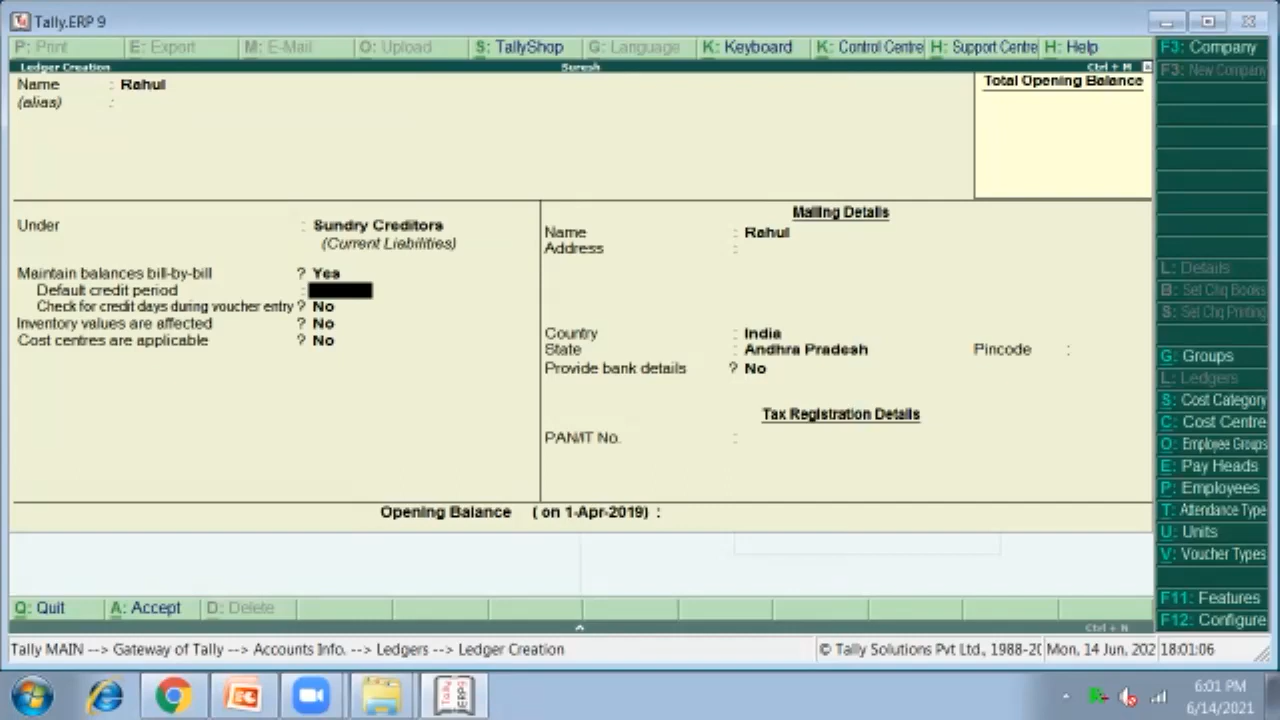 Tally.ERP 9
P: Print E: Export M: E-Mail O: Upload S: TallyShop G: Language K: Keyboard K: Control Centre H: Support Centre H: Help
F3: Company
F3: New Company
Ledger Creation Suresh Ctrl + M
Name : Rahul
(alias) :
Total Opening Balance
Under : Sundry Creditors
(Current Liabilities)
Maintain balances bill-by-bill ? Yes
Default credit period :
Check for credit days during voucher entry ? No
Inventory values are affected ? No
Cost centres are applicable ? No
Mailing Details
Name : Rahul
Address :
Country : India
State : Andhra Pradesh Pincode :
Provide bank details ? No
Tax Registration Details
PAN/IT No. :
Opening Balance ( on 1-Apr-2019) :
L: Details
B: Set Chq Books
S: Set Chq Printing
G: Groups
L: Ledgers
S: Cost Category
C: Cost Centre
O: Employee Groups
E: Pay Heads
P: Employees
T: Attendance Type
U: Units
V: Voucher Types
F11: Features
F12: Configure
Q: Quit A: Accept D: Delete
Ctrl + N
Tally MAIN --> Gateway of Tally --> Accounts Info. --> Ledgers --> Ledger Creation © Tally Solutions Pvt Ltd., 1988-20 Mon, 14 Jun, 202 18:01:06
Tally ERP9
6:01 PM
6/14/2021